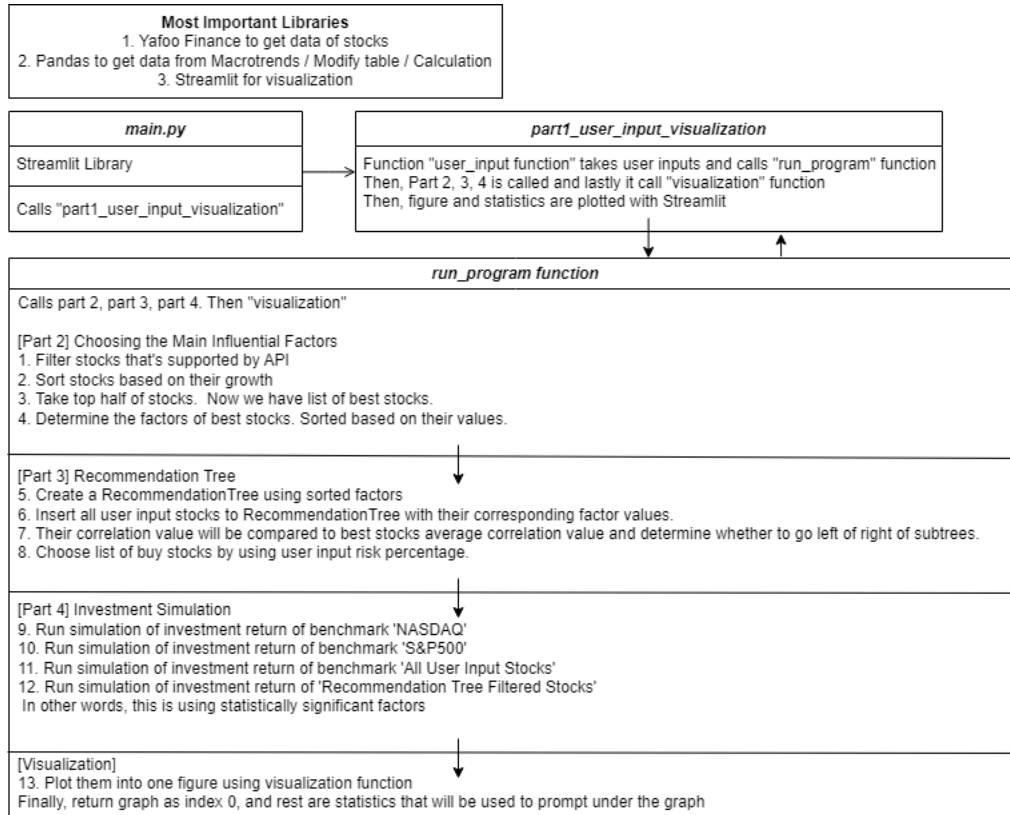 Most Important Libraries
1. Yafoo Finance to get data of stocks
2. Pandas to get data from Macrotrends / Modify table / Calculation
3. Streamlit for visualization
main.py
Streamlit Library
Calls "part1_user_input_visualization"
part1_user_input_visualization
Function "user_input function" takes user inputs and calls "run_program" function
Then, Part 2, 3, 4 is called and lastly it call "visualization" function
Then, figure and statistics are plotted with Streamlit
run_program function
Calls part 2, part 3, part 4. Then "visualization"
[Part 2] Choosing the Main Influential Factors
1. Filter stocks that's supported by API
2. Sort stocks based on their growth
3. Take top half of stocks.  Now we have list of best stocks.
4. Determine the factors of best stocks. Sorted based on their values.
[Part 3] Recommendation Tree
5. Create a RecommendationTree using sorted factors
6. Insert all user input stocks to RecommendationTree with their corresponding factor values.
7. Their correlation value will be compared to best stocks average correlation value and determine whether to go left of right of subtrees.
8. Choose list of buy stocks by using user input risk percentage.
[Part 4] Investment Simulation
9. Run simulation of investment return of benchmark 'NASDAQ'
10. Run simulation of investment return of benchmark 'S&P500'
11. Run simulation of investment return of benchmark 'All User Input Stocks'
12. Run simulation of investment return of 'Recommendation Tree Filtered Stocks'
In other words, this is using statistically significant factors
[Visualization]
13. Plot them into one figure using visualization function
Finally, return graph as index 0, and rest are statistics that will be used to prompt under the graph